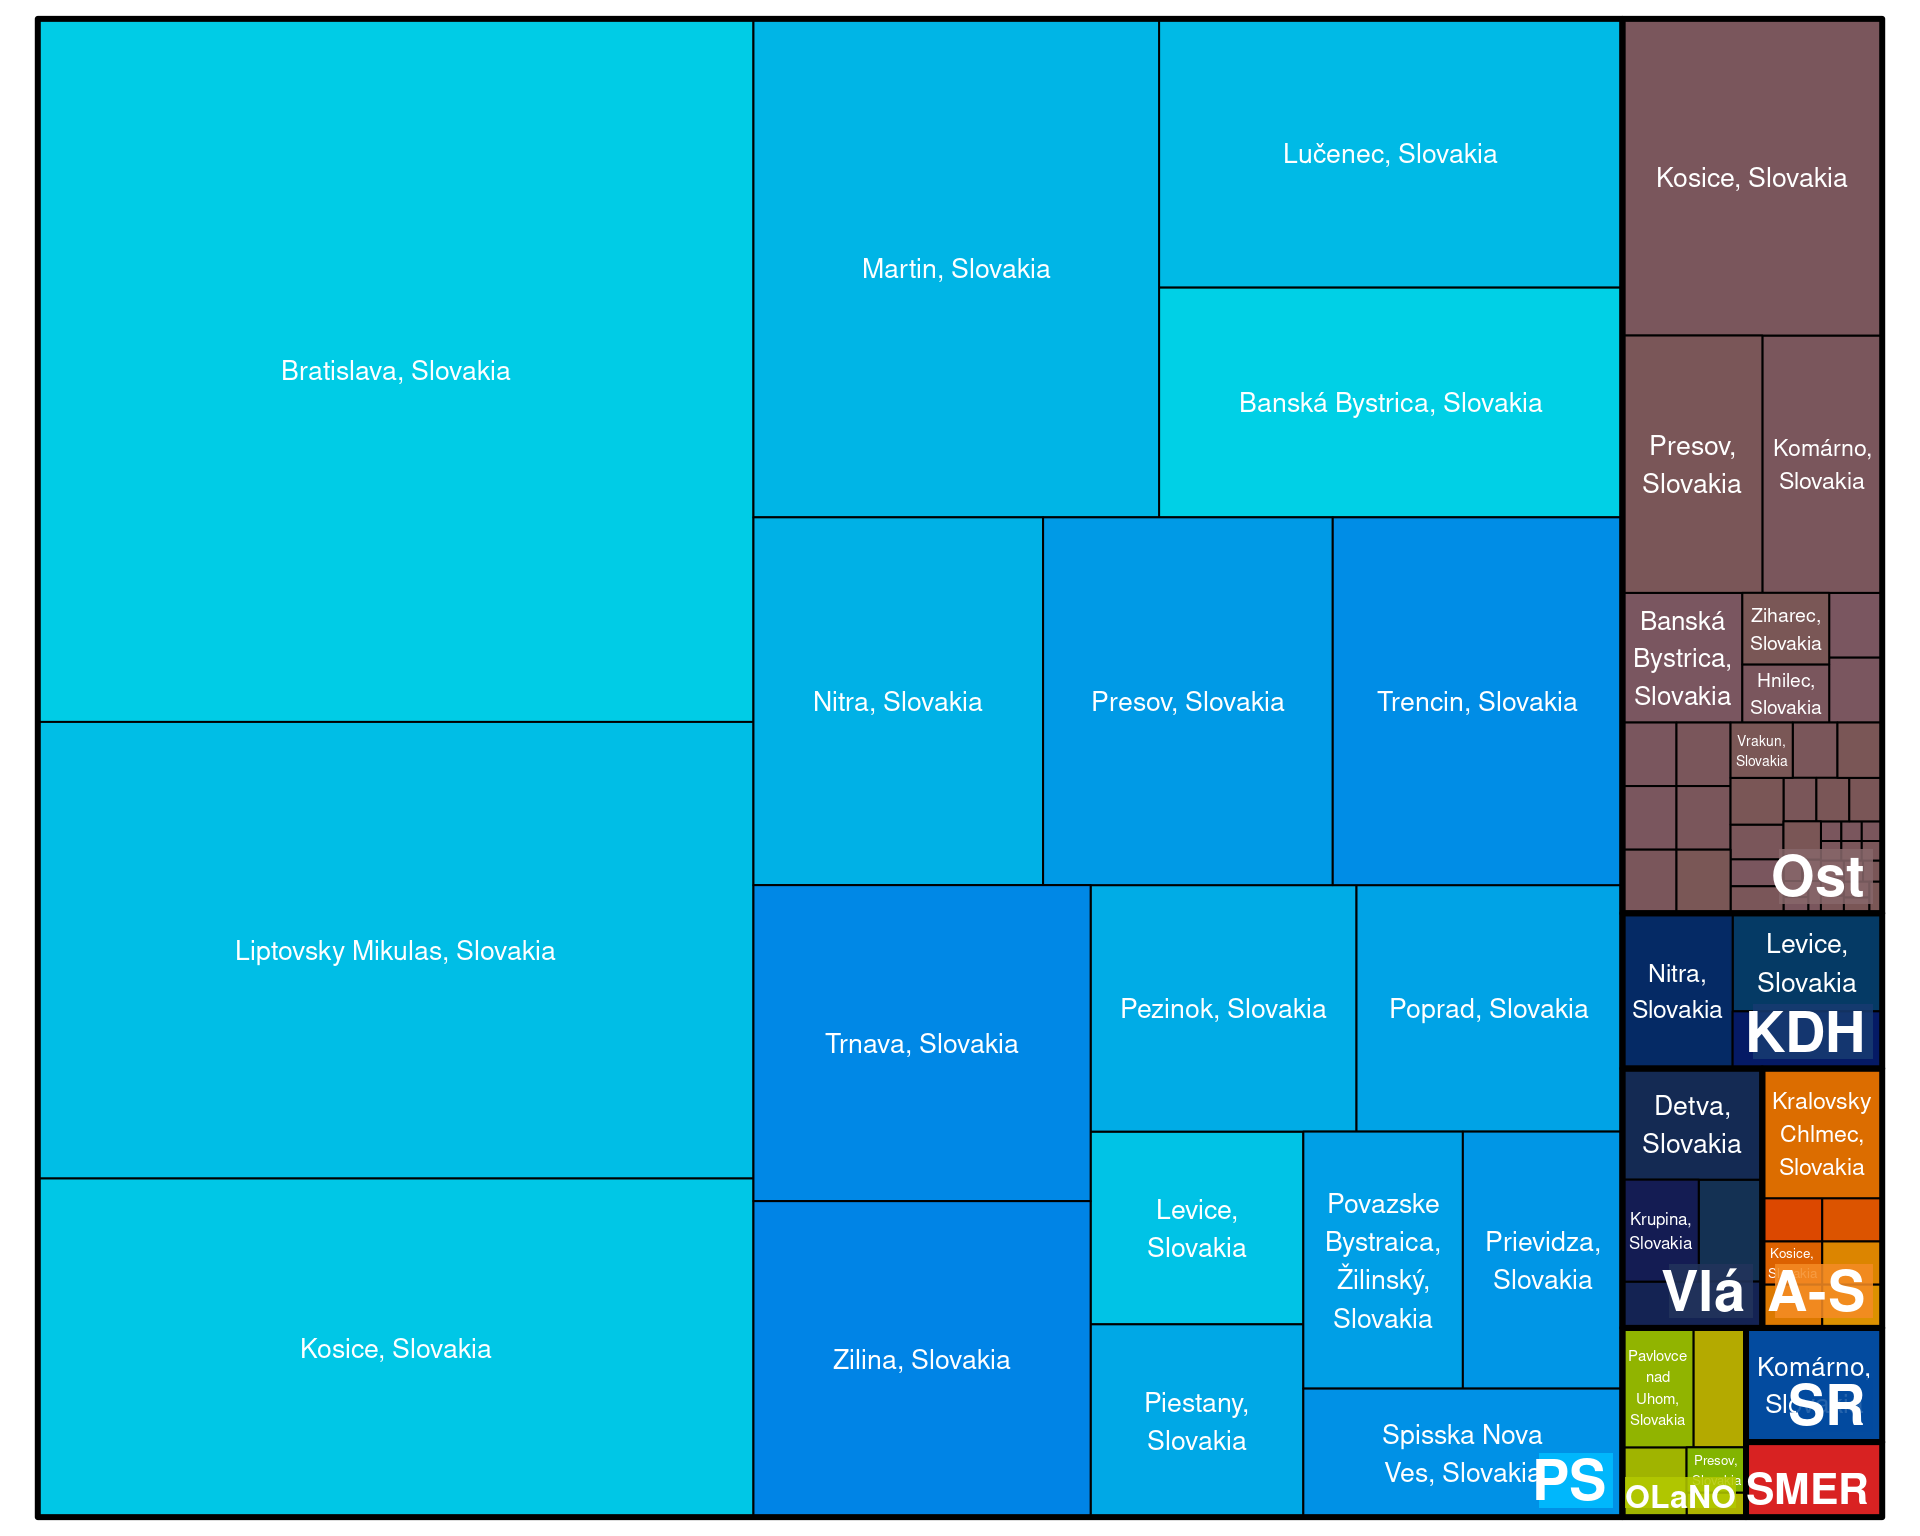 Bratislava, Slovakia
Liptovsky Mikulas, Slovakia
Kosice, Slovakia
Martin, Slovakia
Lučenec, Slovakia
Banská Bystrica, Slovakia
Nitra, Slovakia
Presov, Slovakia
Trencin, Slovakia
Trnava, Slovakia
Zilina, Slovakia
Pezinok, Slovakia
Poprad, Slovakia
Levice,
Slovakia
Piestany,
Slovakia
Povazske
Bystraica,
Žilinský,
Slovakia
Prievidza,
Slovakia
Spisska Nova
Ves, Slovakia
PS
Kosice, Slovakia
Presov,
Slovakia
Komárno,
Slovakia
Banská
Bystrica,
Slovakia
Ziharec,
Slovakia
Hnilec,
Slovakia
Vrakun,
Slovakia
Ost
Nitra,
Slovakia
Levice,
Slovakia
KDH
Detva,
Slovakia
Krupina,
Slovakia
Vlá
Kralovsky
Chlmec,
Slovakia
Kosice,
A-S
Pavlovce
nad
Uhom,
Slovakia
Presov,
OLaNO
Komárno,
SR
SMER